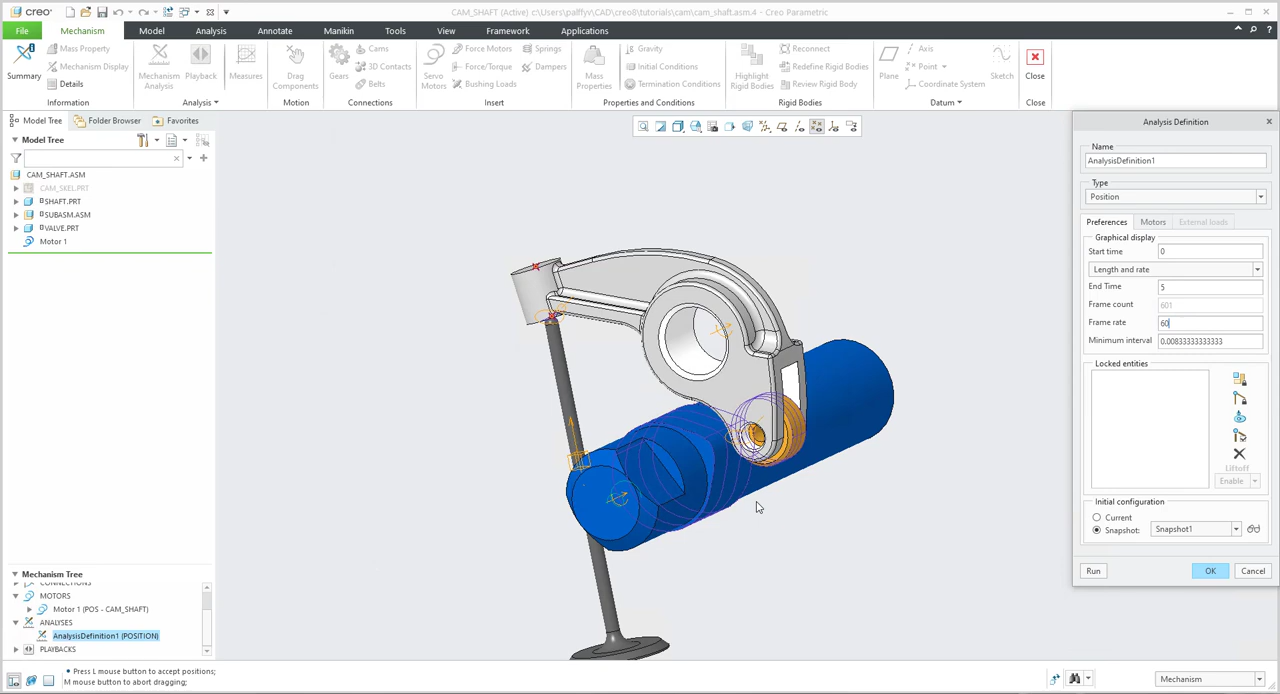 creo
CAM_SHAFT (Active) c:\Users\palffyv\CAD\creo8\tutorials\cam\cam_shaft.asm.4 - Creo Parametric
File
Mechanism
Model
Analysis
Annotate
Manikin
Tools
View
Framework
Applications
Summary
Mass Property
Mechanism Display
Details
Information
Mechanism Analysis
Playback
Measures
Analysis
Drag Components
Motion
Gears
Cams
3D Contacts
Belts
Connections
Servo Motors
Force Motors
Force/Torque
Bushing Loads
Springs
Dampers
Insert
Mass Properties
Gravity
Initial Conditions
Termination Conditions
Properties and Conditions
Highlight Rigid Bodies
Reconnect
Redefine Rigid Bodies
Review Rigid Body
Rigid Bodies
Plane
Axis
Point
Coordinate System
Sketch
Datum
Close
Close
Model Tree
Folder Browser
Favorites
Model Tree
CAM_SHAFT.ASM
CAM_SKEL.PRT
SHAFT.PRT
SUBASM.ASM
VALVE.PRT
Motor 1
Mechanism Tree
CONNECTIONS
MOTORS
Motor 1 (POS - CAM_SHAFT)
ANALYSES
AnalysisDefinition1 (POSITION)
PLAYBACKS
Analysis Definition
Name
AnalysisDefinition1
Type
Position
Preferences
Motors
External loads
Graphical display
Start time
0
Length and rate
End Time
5
Frame count
601
Frame rate
60
Minimum interval
0.00833333333333
Locked entities
Liftoff
Enable
Initial configuration
Current
Snapshot:
Snapshot1
Run
OK
Cancel
• Press L mouse button to accept positions;
M mouse button to abort dragging;
Mechanism